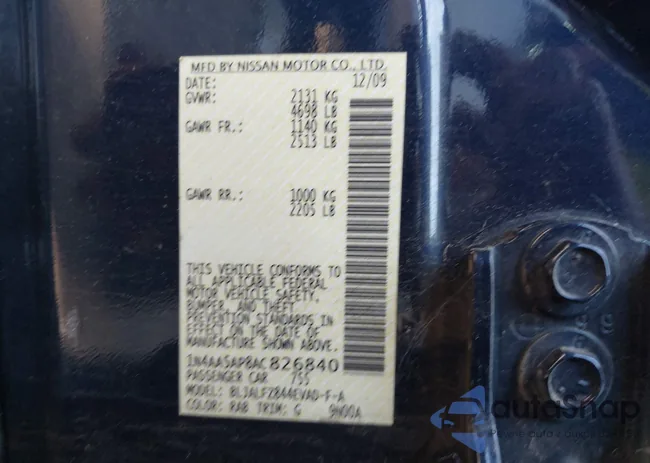 MFD BY NISSAN MOTOR CO., LTD.
DATE: 12/09
GVWR: 2131 KG
4698 LB
GAWR FR.: 1140 KG
2513 LB
GAWR RR.: 1000 KG
2205 LB
THIS VEHICLE CONFORMS TO
ALL APPLICABLE FEDERAL
MOTOR VEHICLE SAFETY,
BUMPER, AND THEFT
PREVENTION STANDARDS IN
EFFECT ON THE DATE OF
MANUFACTURE SHOWN ABOVE.
1N4AA5AP8AC826840
PASSENGER CAR 755
MODEL: BLJALFZ844EVAD-F-A
COLOR: RAB TRIM: G 9N00A
autosnap